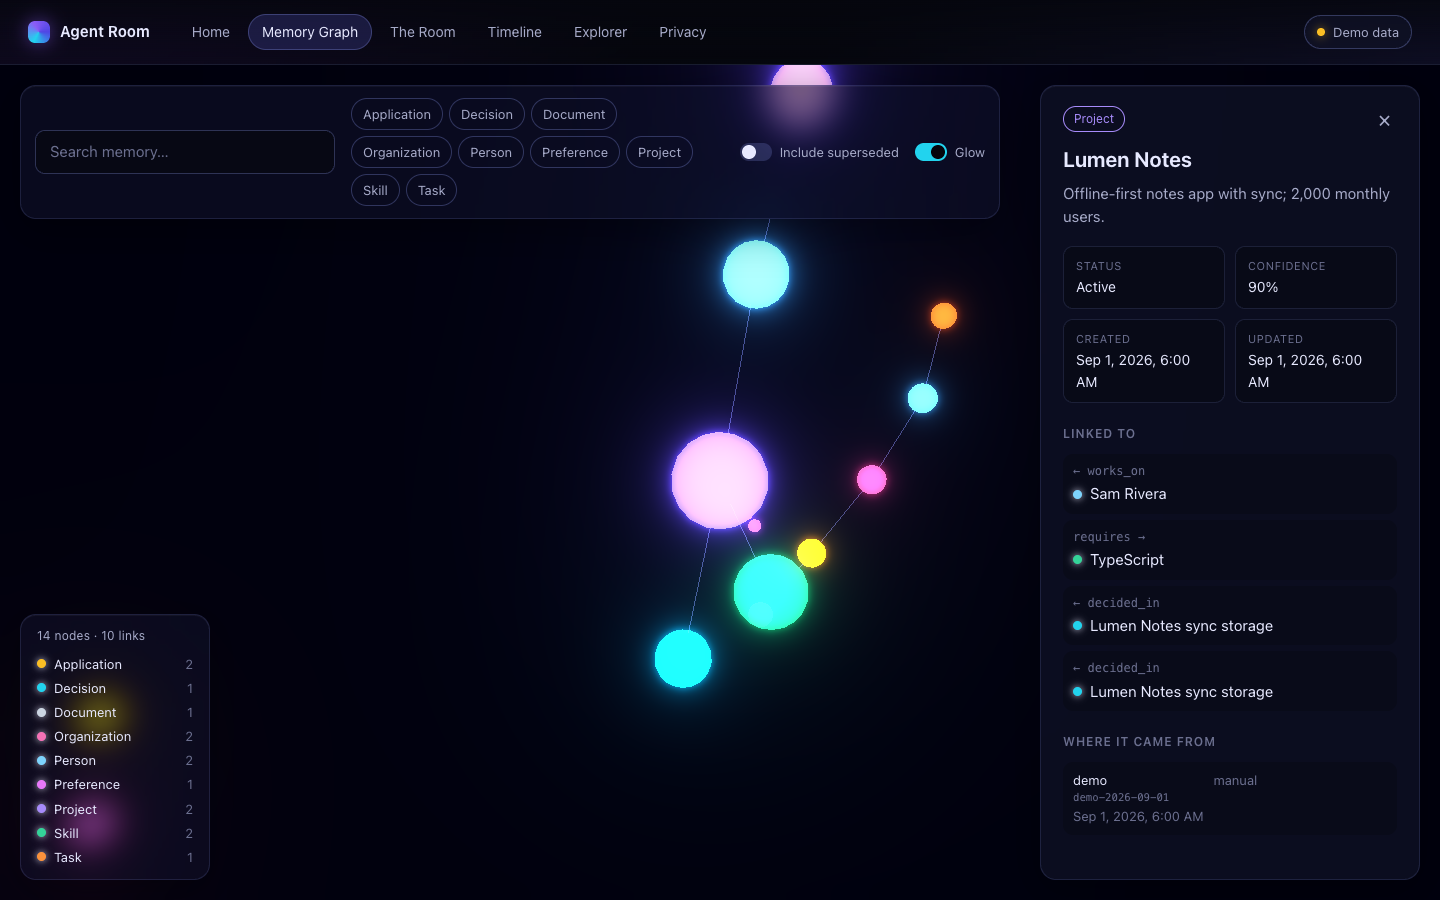 Agent Room
Home
Memory Graph
The Room
Timeline
Explorer
Privacy
Demo data
Search memory...
Application
Decision
Document
Organization
Person
Preference
Project
Skill
Task
Include superseded
Glow
Project
×
Lumen Notes
Offline-first notes app with sync; 2,000 monthly
users.
STATUS
Active
CONFIDENCE
90%
CREATED
Sep 1, 2026, 6:00
AM
UPDATED
Sep 1, 2026, 6:00
AM
LINKED TO
← works_on
Sam Rivera
requires →
TypeScript
← decided_in
Lumen Notes sync storage
← decided_in
Lumen Notes sync storage
WHERE IT CAME FROM
demo manual
demo-2026-09-01
Sep 1, 2026, 6:00 AM
14 nodes · 10 links
Application 2
Decision 1
Document 1
Organization 2
Person 2
Preference 1
Project 2
Skill 2
Task 1